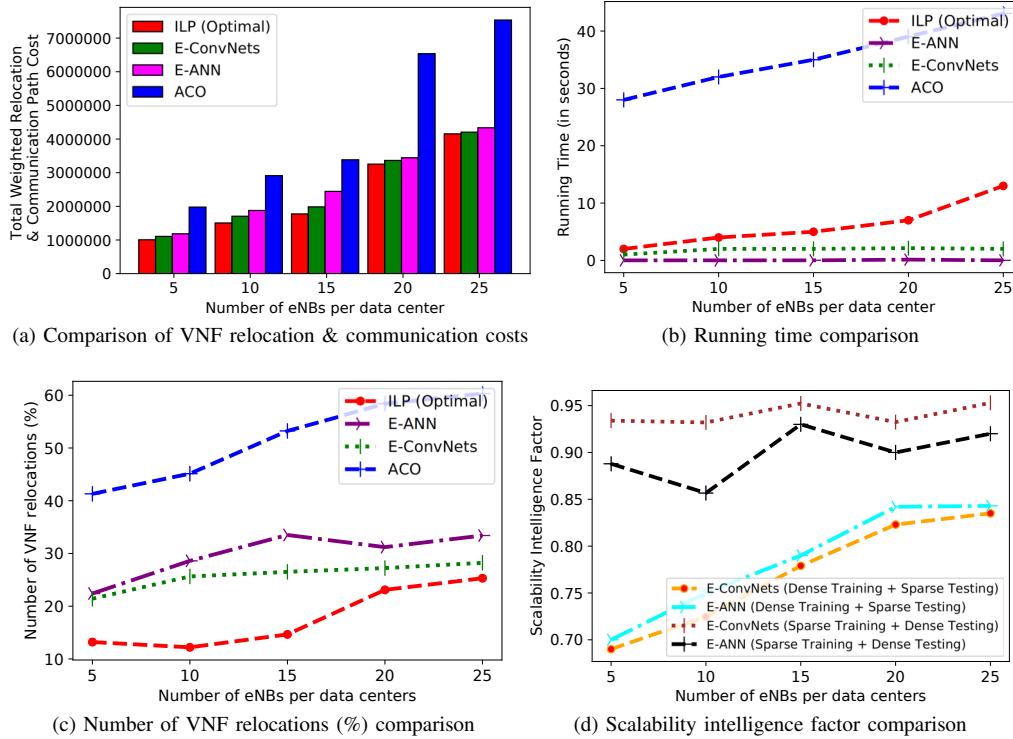 ILP (Optimal)
E-ConvNets
E-ANN
ACO
Total Weighted Relocation
& Communication Path Cost
7000000
6000000
5000000
4000000
3000000
2000000
1000000
0
5 10 15 20 25
Number of eNBs per data center
(a) Comparison of VNF relocation & communication costs
ILP (Optimal)
E-ANN
E-ConvNets
ACO
Running Time (in seconds)
40
30
20
10
0
5 10 15 20 25
Number of eNBs per data center
(b) Running time comparison
ILP (Optimal)
E-ANN
E-ConvNets
ACO
Number of VNF relocations (%)
60
50
40
30
20
10
5 10 15 20 25
Number of eNBs per data centers
(c) Number of VNF relocations (%) comparison
Scalability Intelligence Factor
0.95
0.90
0.85
0.80
0.75
0.70
E-ConvNets (Dense Training + Sparse Testing)
E-ANN (Dense Training + Sparse Testing)
E-ConvNets (Sparse Training + Dense Testing)
E-ANN (Sparse Training + Dense Testing)
5 10 15 20 25
Number of eNBs per data center
(d) Scalability intelligence factor comparison